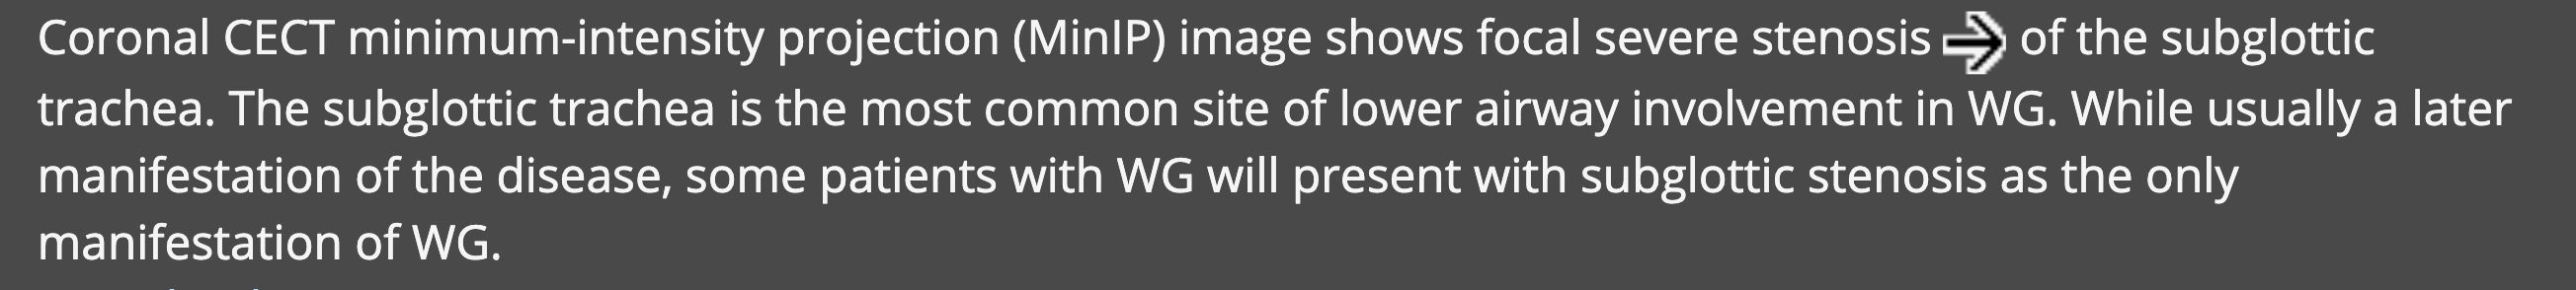 Coronal CECT minimum-intensity projection (MinIP) image shows focal severe stenosis of the subglottic
trachea. The subglottic trachea is the most common site of lower airway involvement in WG. While usually a later
manifestation of the disease, some patients with WG will present with subglottic stenosis as the only
manifestation of WG.